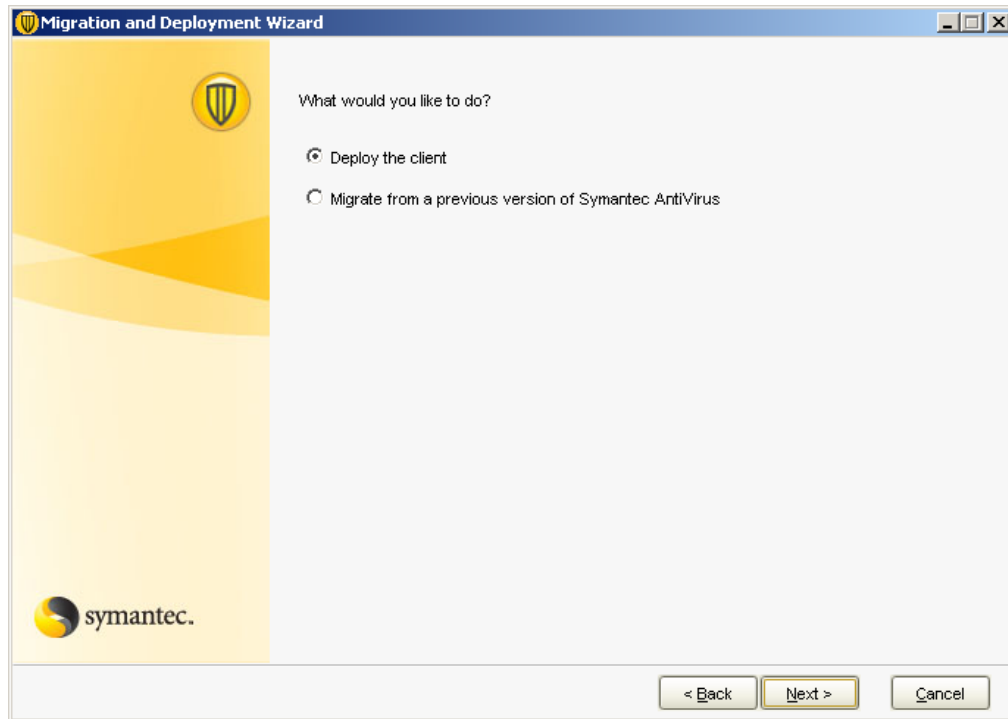 Migration and Deployment Wizard
What would you like to do?
Deploy the client
Migrate from a previous version of Symantec AntiVirus
symantec.
< Back
Next >
Cancel